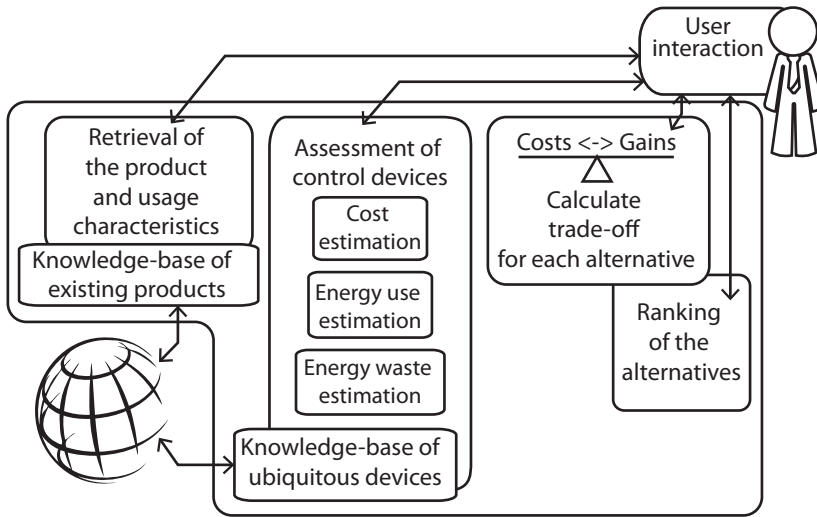 User
interaction
Retrieval of
the product
and usage
characteristics
Knowledge-base of
existing products
Assessment of
control devices
Cost
estimation
Energy use
estimation
Energy waste
estimation
Knowledge-base of
ubiquitous devices
Costs <-> Gains
Calculate
trade-off
for each alternative
Ranking
of the
alternatives